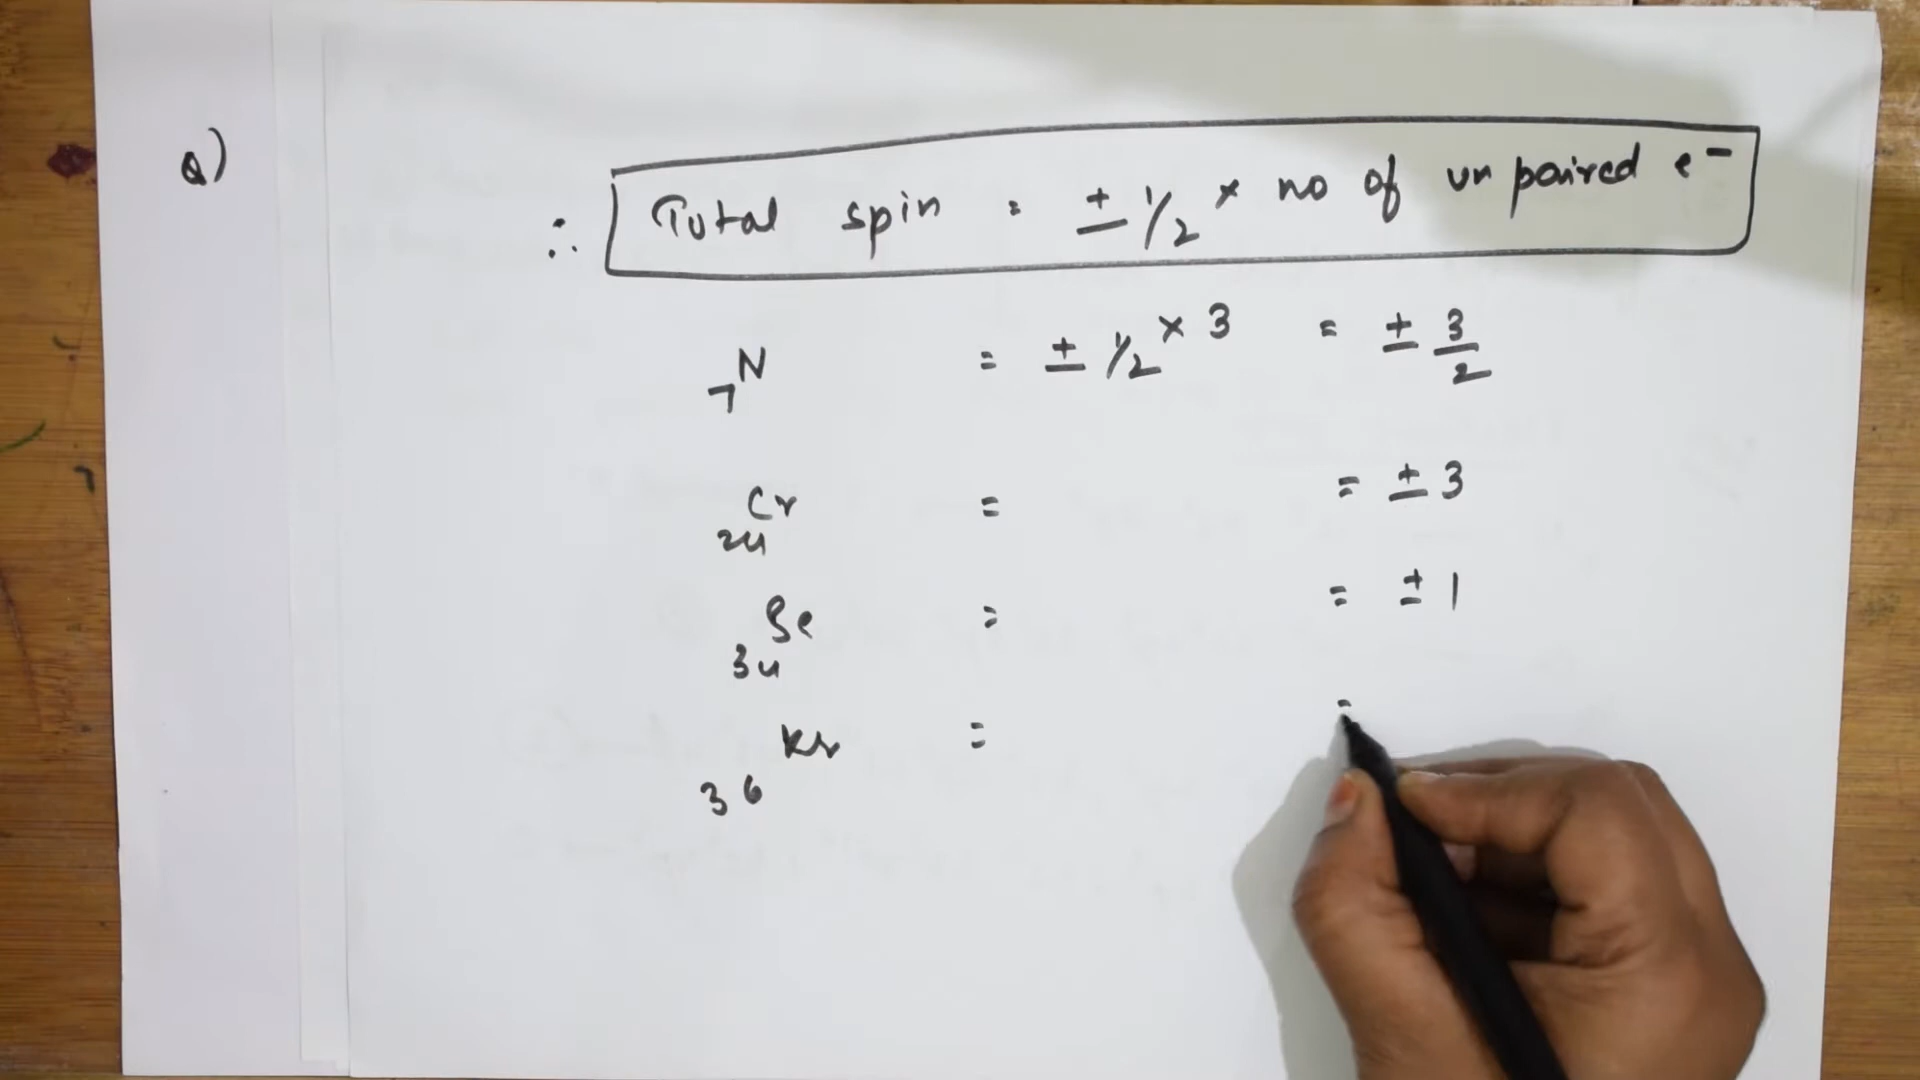 Q)
∴ Total spin = ± 1/2 × no of unpaired e⁻
₇N = ± 1/2 × 3 = ± 3/2
₂₄Cr = = ± 3
₃₄Se = = ± 1
₃₆Kr = =